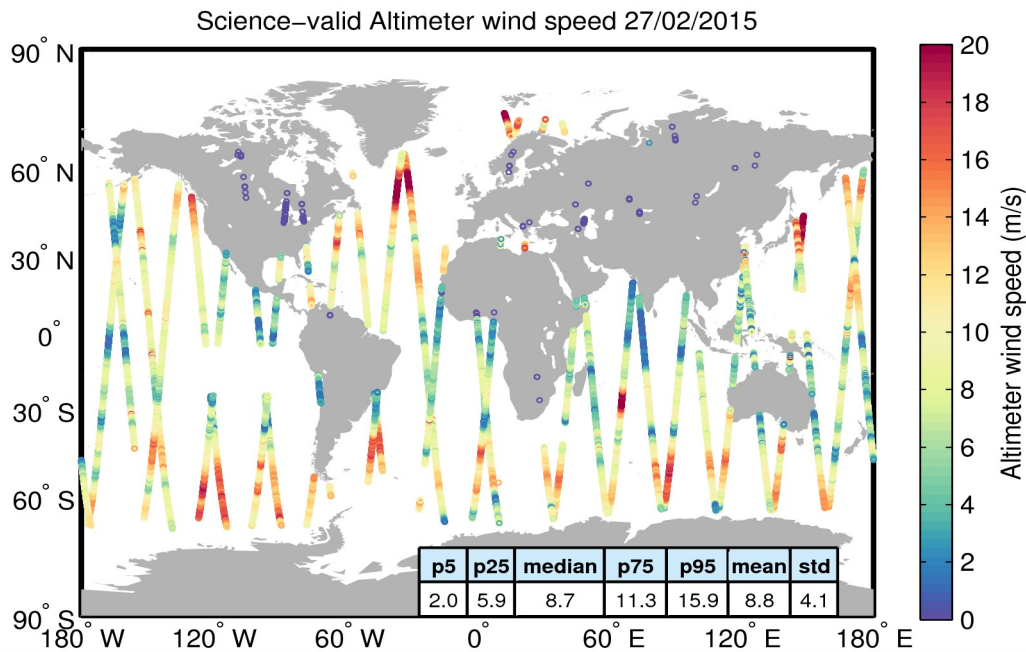 Science−valid Altimeter wind speed 27/02/2015
90° N
60° N
30° N
0°
30° S
60° S
90° S
180° W
120° W
60° W
0°
60° E
120° E
180° E
p5 p25 median p75 p95 mean std
2.0 5.9 8.7 11.3 15.9 8.8 4.1
20
18
16
14
12
10
8
6
4
2
0
Altimeter wind speed (m/s)